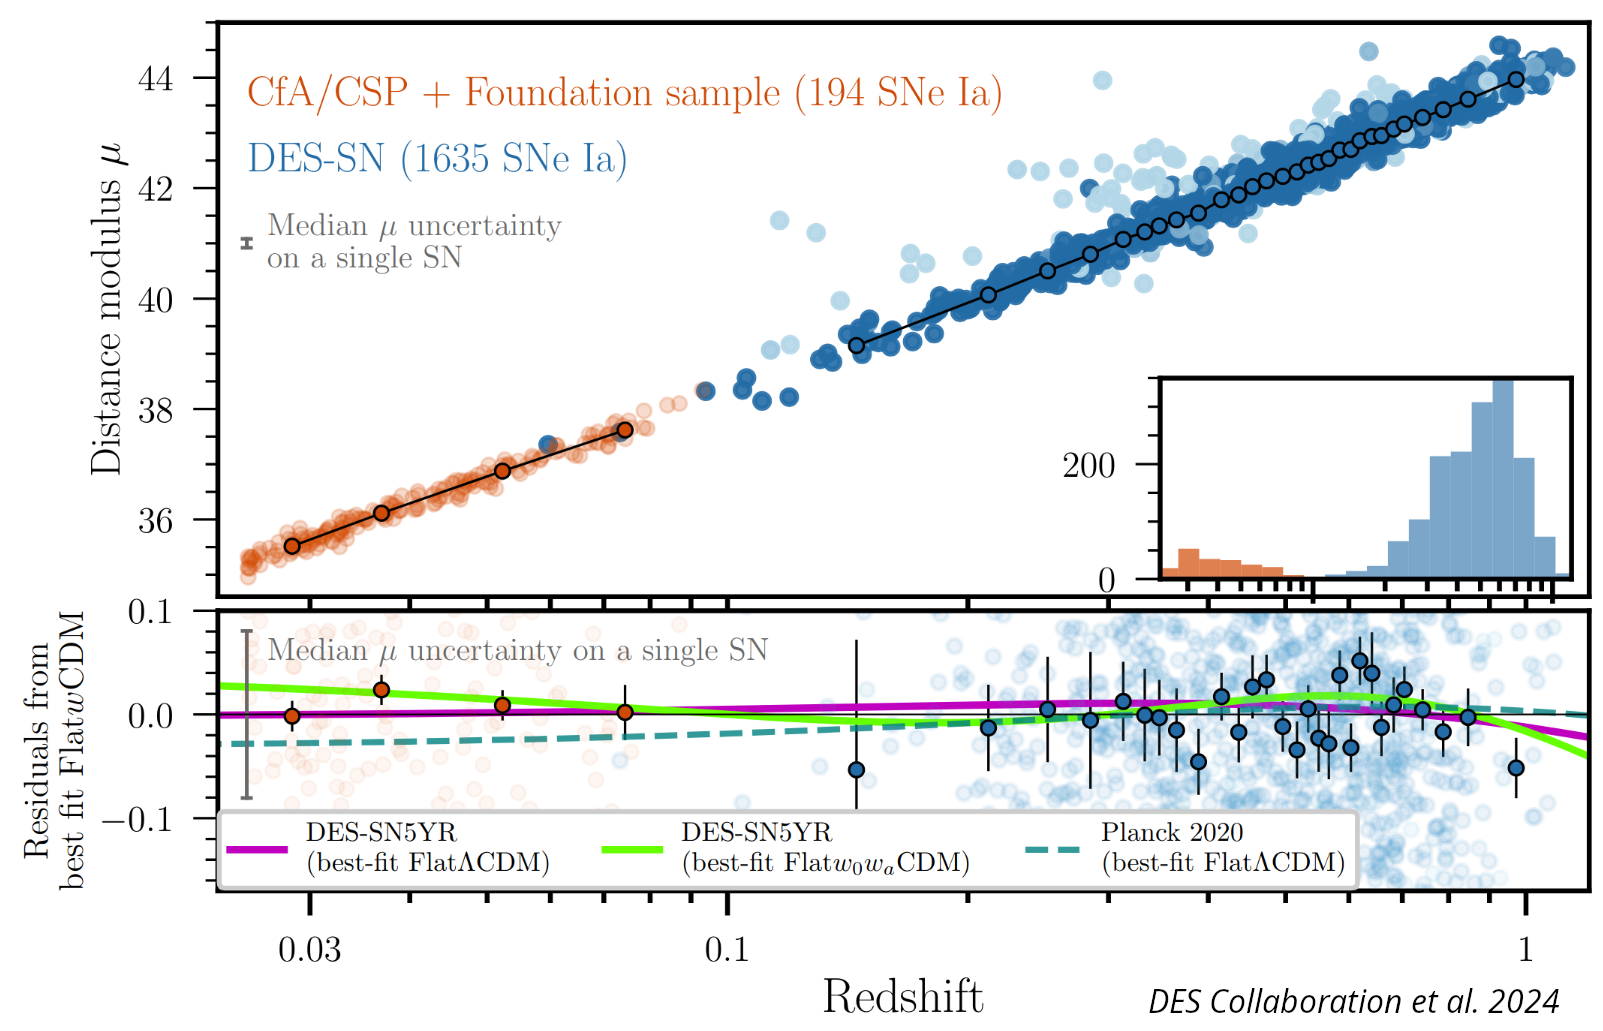 CfA/CSP + Foundation sample (194 SNe Ia)
DES-SN (1635 SNe Ia)
Median μ uncertainty
on a single SN
Distance modulus μ
44
42
40
38
36
200
0
0.1
0.0
−0.1
Residuals from
best fit FlatwCDM
Median μ uncertainty on a single SN
DES-SN5YR
(best-fit FlatΛCDM)
DES-SN5YR
(best-fit Flatw₀wₐCDM)
Planck 2020
(best-fit FlatΛCDM)
0.03
0.1
1
Redshift
DES Collaboration et al. 2024